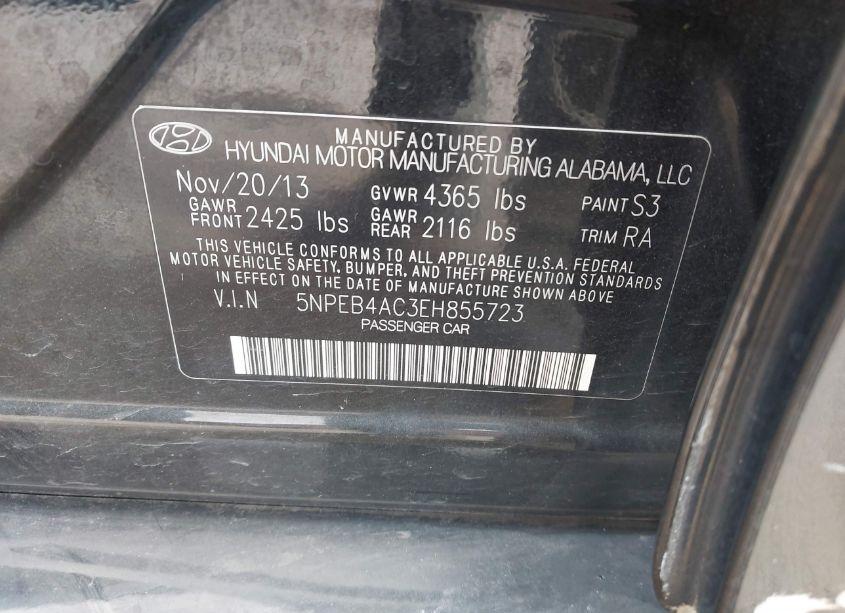 MANUFACTURED BY
HYUNDAI MOTOR MANUFACTURING ALABAMA, LLC
Nov/20/13 GVWR 4365 lbs PAINT S3
GAWR FRONT 2425 lbs GAWR REAR 2116 lbs TRIM RA
THIS VEHICLE CONFORMS TO ALL APPLICABLE U.S.A. FEDERAL
MOTOR VEHICLE SAFETY, BUMPER, AND THEFT PREVENTION STANDARDS
IN EFFECT ON THE DATE OF MANUFACTURE SHOWN ABOVE
V.I.N 5NPEB4AC3EH855723
PASSENGER CAR